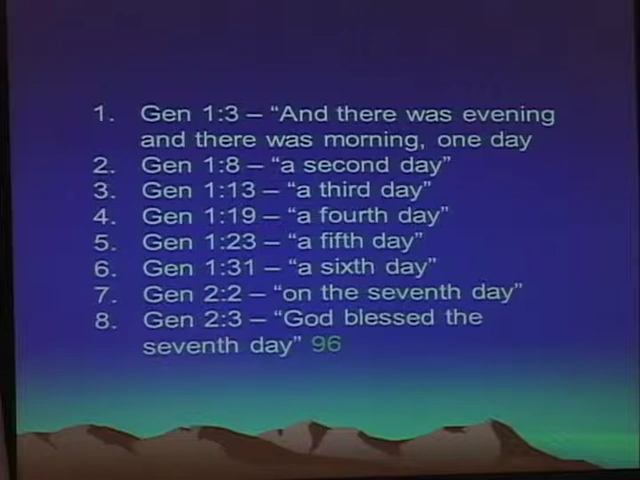 1. Gen 1:3 – “And there was evening
and there was morning, one day
2. Gen 1:8 – “a second day”
3. Gen 1:13 – “a third day”
4. Gen 1:19 – “a fourth day”
5. Gen 1:23 – “a fifth day”
6. Gen 1:31 – “a sixth day”
7. Gen 2:2 – “on the seventh day”
8. Gen 2:3 – “God blessed the
seventh day” 96